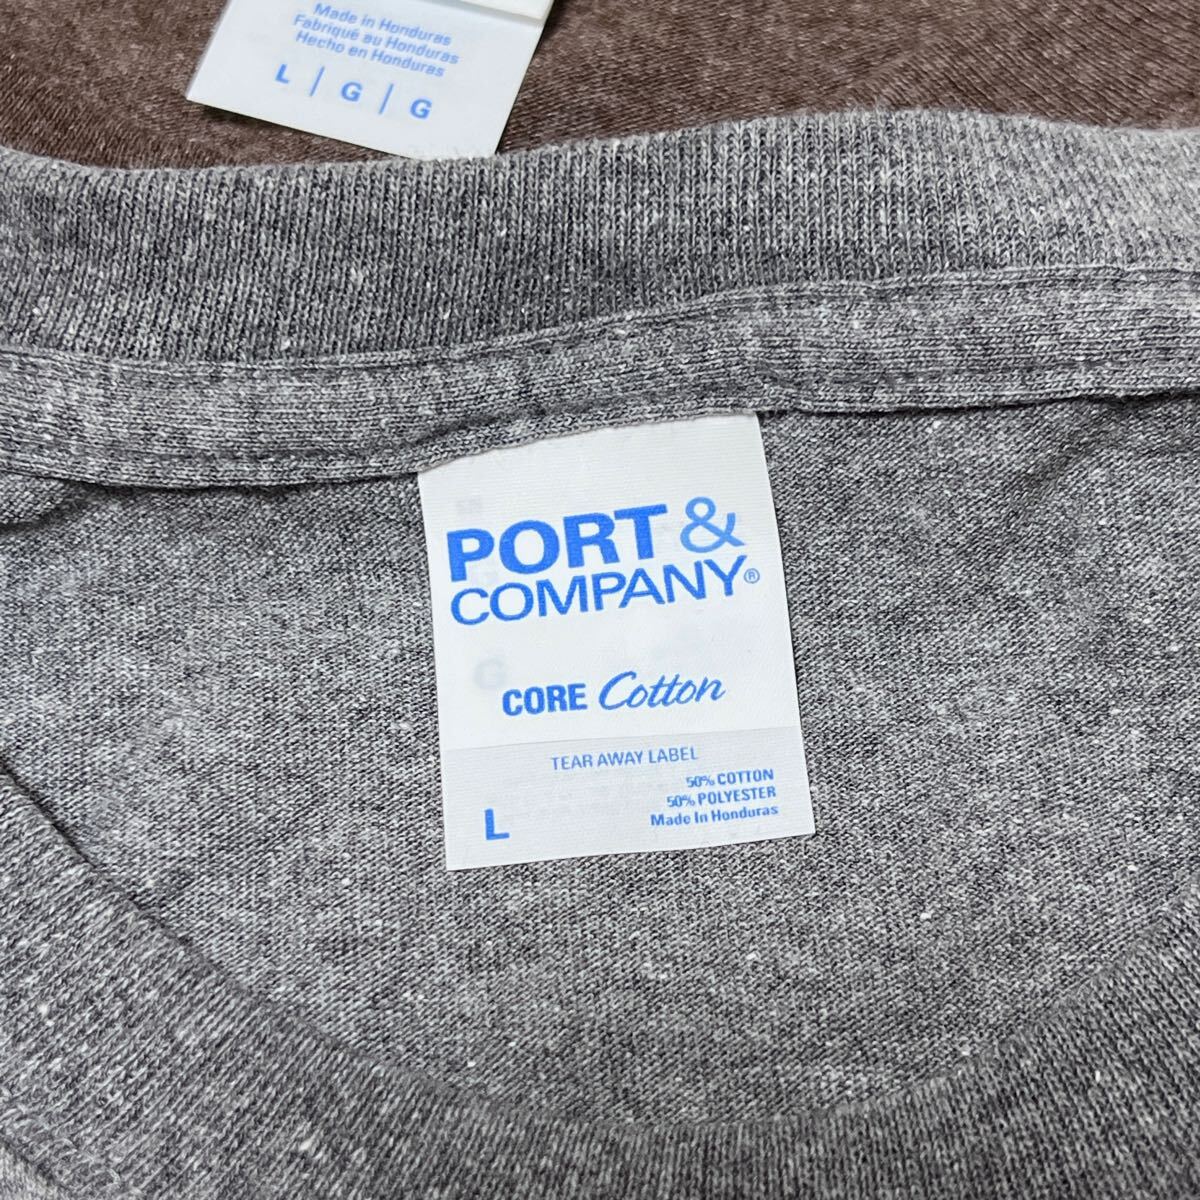 Made in Honduras
Fabriqué au Honduras
Hecho en Honduras
L | G | G
PORT &
COMPANY®
CORE Cotton
TEAR AWAY LABEL
50% COTTON
50% POLYESTER
L
Made In Honduras